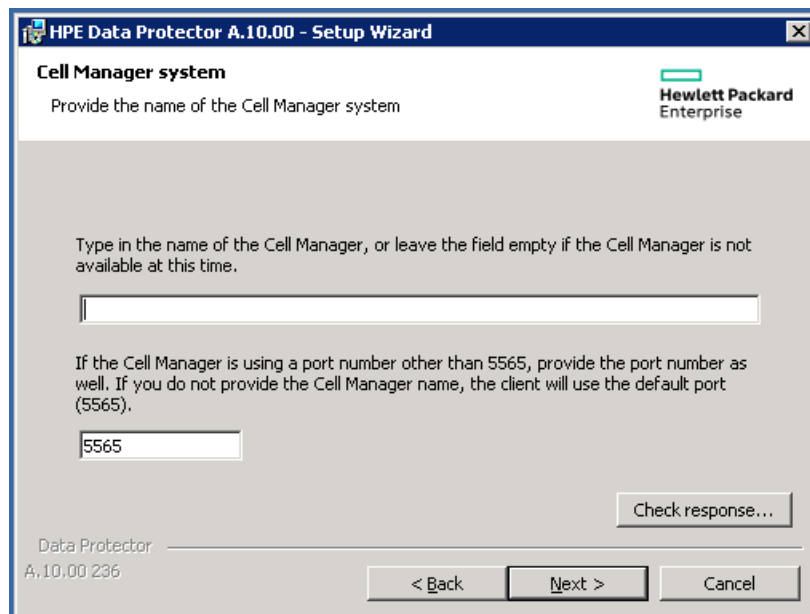 HPE Data Protector A.10.00 - Setup Wizard
Cell Manager system
Provide the name of the Cell Manager system
Hewlett Packard
Enterprise
Type in the name of the Cell Manager, or leave the field empty if the Cell Manager is not
available at this time.
If the Cell Manager is using a port number other than 5565, provide the port number as
well. If you do not provide the Cell Manager name, the client will use the default port
(5565).
5565
Check response...
Data Protector
A.10.00 236
< Back
Next >
Cancel